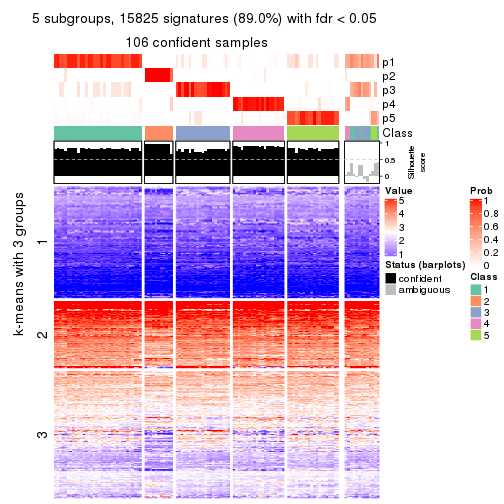 5 subgroups, 15825 signatures (89.0%) with fdr < 0.05
106 confident samples
p1
p2
p3
p4
p5
Class
1
0.5
0
Silhouette
score
k-means with 3 groups
1
2
3
Value
5
4
3
2
1
Status (barplots)
confident
ambiguous
Prob
1
0.8
0.6
0.4
0.2
0
Class
1
2
3
4
5